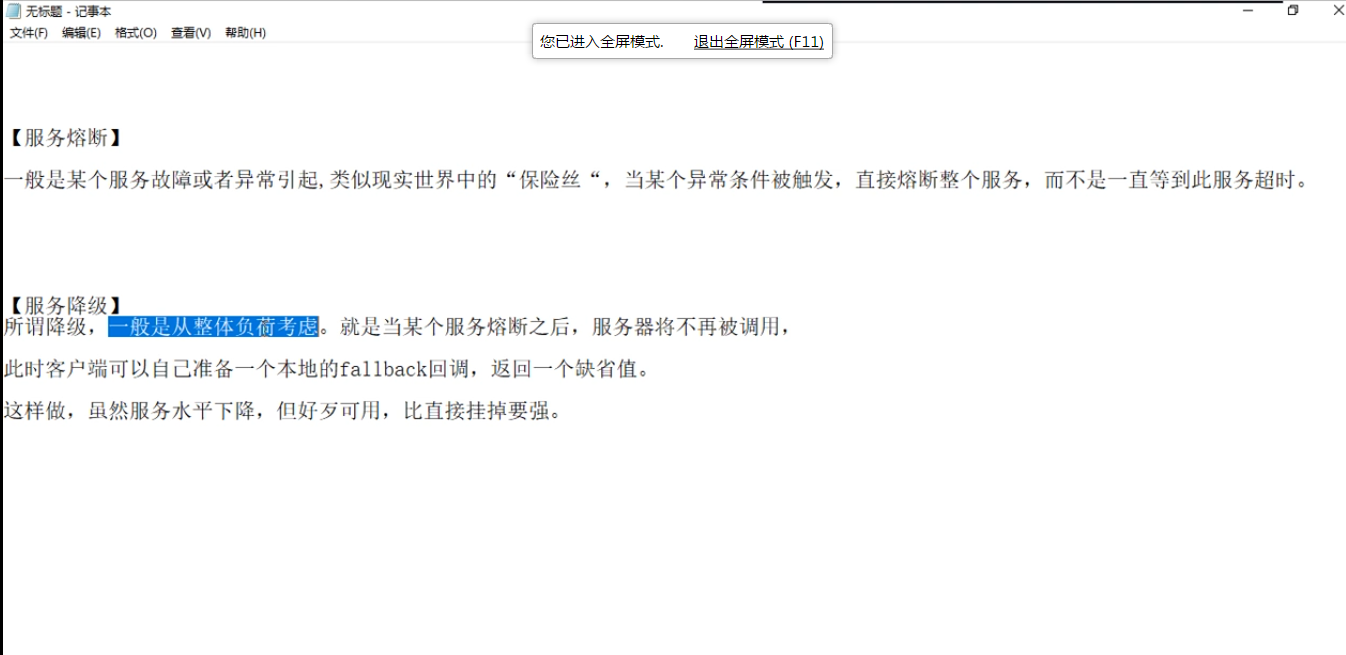 无标题 - 记事本
文件(F) 编辑(E) 格式(O) 查看(V) 帮助(H)
您已进入全屏模式. 退出全屏模式 (F11)
【服务熔断】
一般是某个服务故障或者异常引起,类似现实世界中的“保险丝“，当某个异常条件被触发，直接熔断整个服务，而不是一直等到此服务超时。
【服务降级】
所谓降级，一般是从整体负荷考虑。就是当某个服务熔断之后，服务器将不再被调用，
此时客户端可以自己准备一个本地的fallback回调，返回一个缺省值。
这样做，虽然服务水平下降，但好歹可用，比直接挂掉要强。